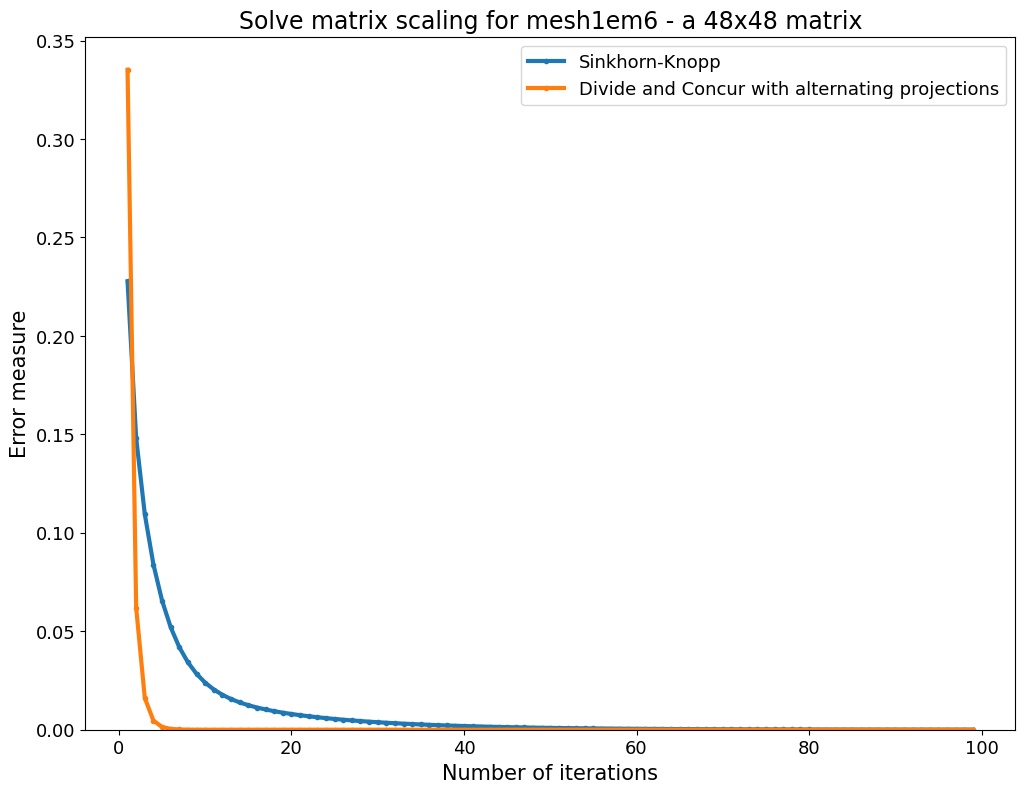 Solve matrix scaling for mesh1em6 - a 48x48 matrix
Sinkhorn-Knopp
Divide and Concur with alternating projections
Error measure
0.35
0.30
0.25
0.20
0.15
0.10
0.05
0.00
0 20 40 60 80 100
Number of iterations